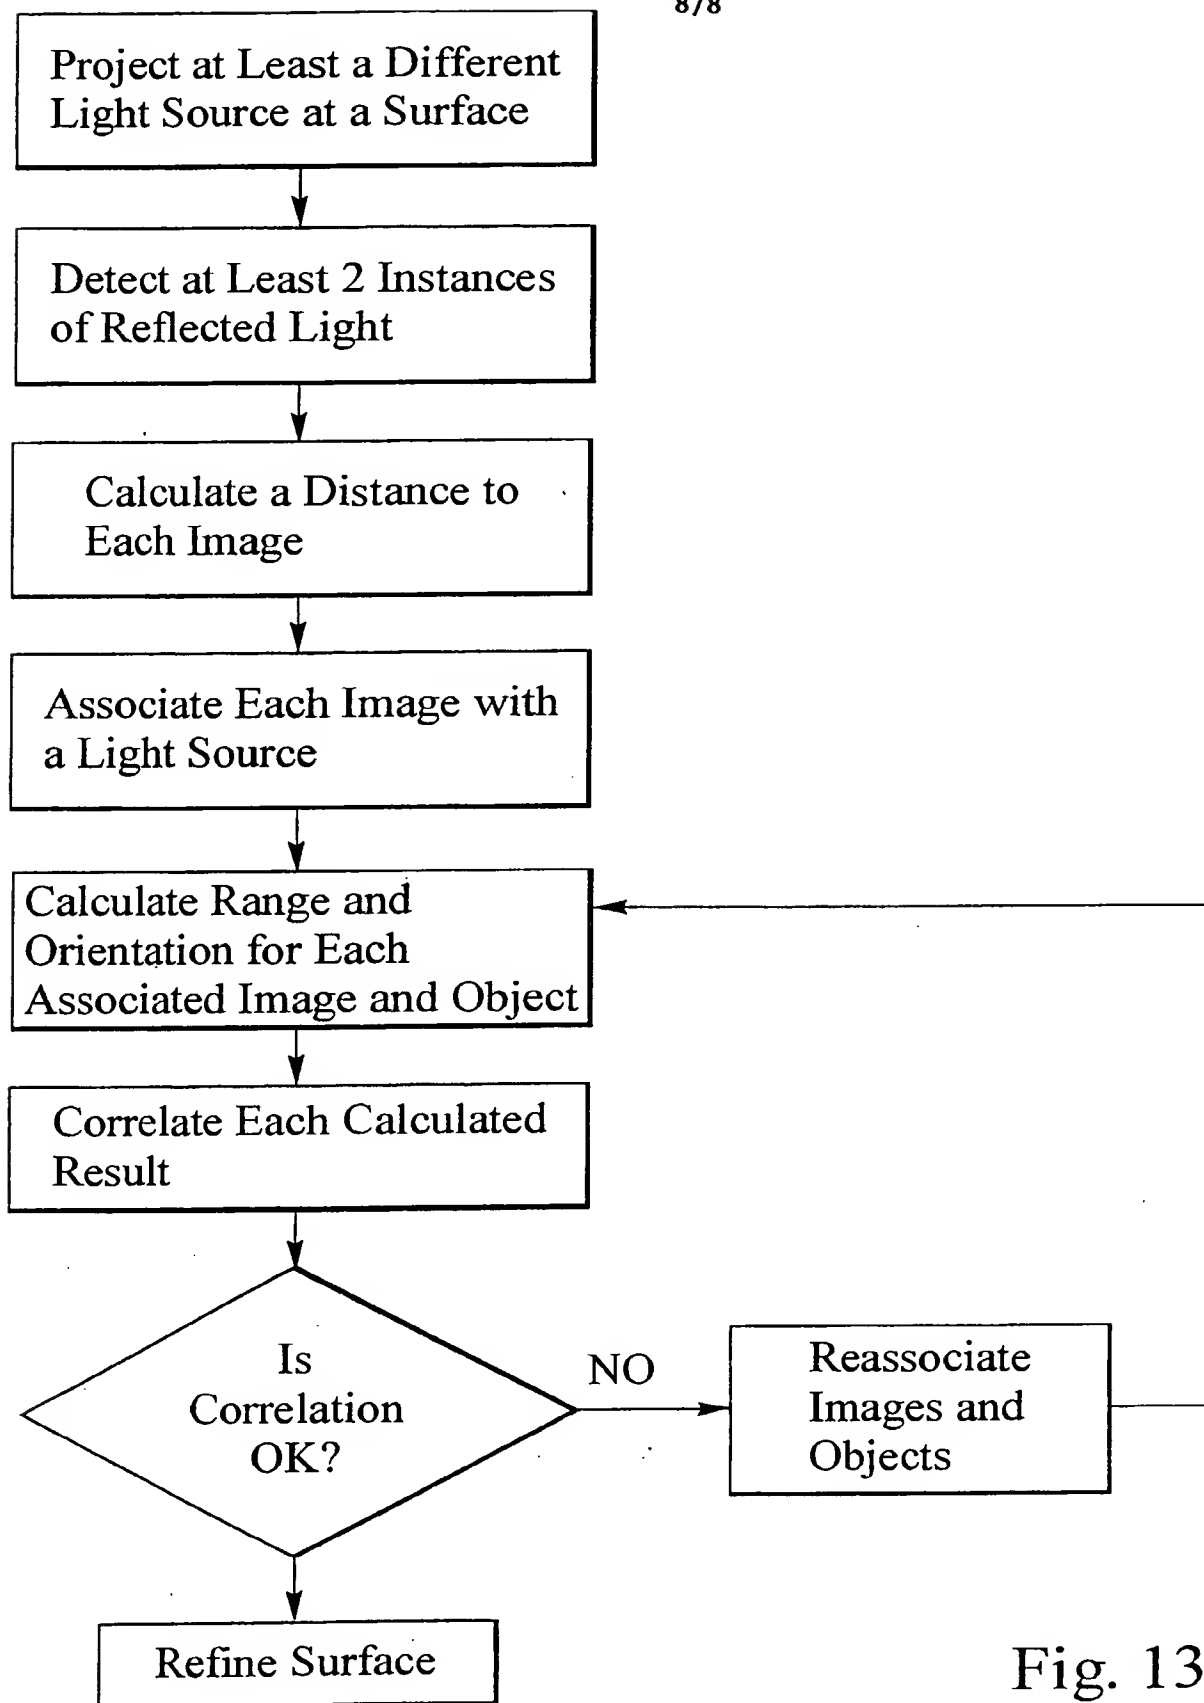 8/8
Project at Least a Different
Light Source at a Surface
Detect at Least 2 Instances
of Reflected Light
Calculate a Distance to
Each Image
Associate Each Image with
a Light Source
Calculate Range and
Orientation for Each
Associated Image and Object
Correlate Each Calculated
Result
Is
Correlation
OK?
NO
Reassociate
Images and
Objects
Refine Surface
Fig. 13